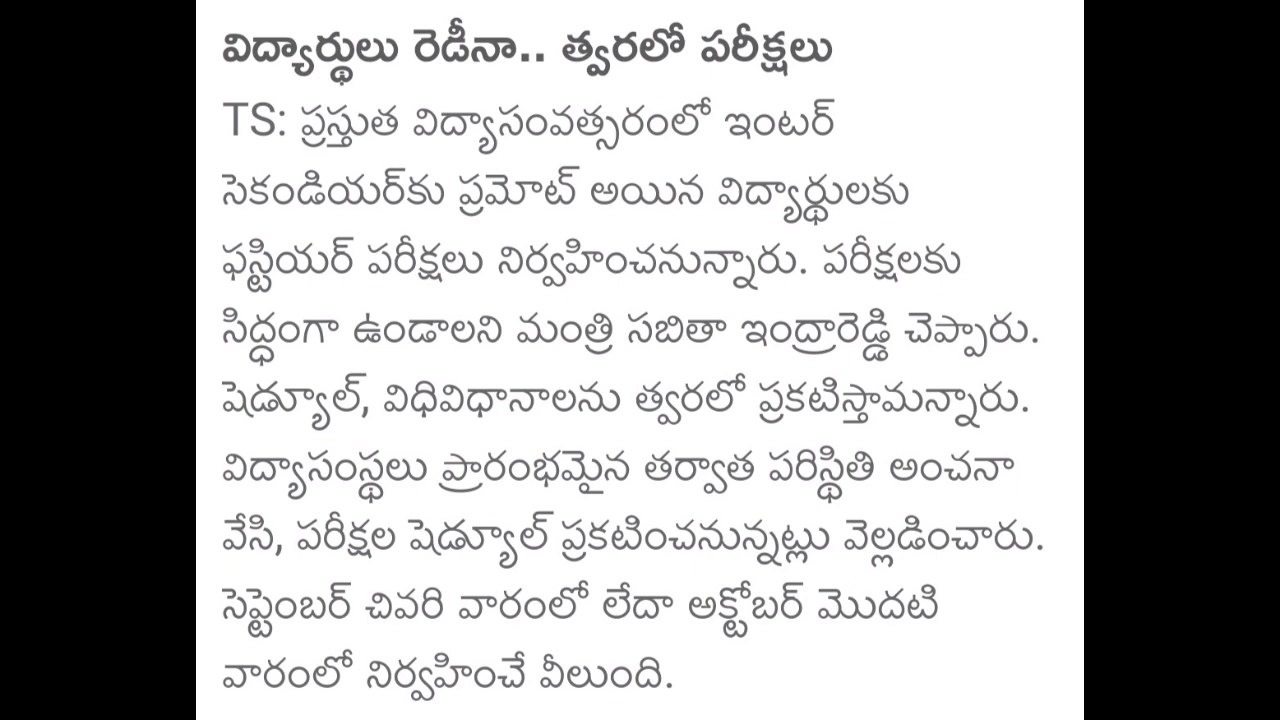 విద్యార్థులు రెడీనా.. త్వరలో పరీక్షలు
TS: ప్రస్తుత విద్యాసంవత్సరంలో ఇంటర్
సెకండియర్‌కు ప్రమోట్ అయిన విద్యార్థులకు
ఫస్టియర్ పరీక్షలు నిర్వహించనున్నారు. పరీక్షలకు
సిద్ధంగా ఉండాలని మంత్రి సబితా ఇంద్రారెడ్డి చెప్పారు.
షెడ్యూల్, విధివిధానాలను త్వరలో ప్రకటిస్తామన్నారు.
విద్యాసంస్థలు ప్రారంభమైన తర్వాత పరిస్థితి అంచనా
వేసి, పరీక్షల షెడ్యూల్ ప్రకటించనున్నట్లు వెల్లడించారు.
సెప్టెంబర్ చివరి వారంలో లేదా అక్టోబర్ మొదటి
వారంలో నిర్వహించే వీలుంది.